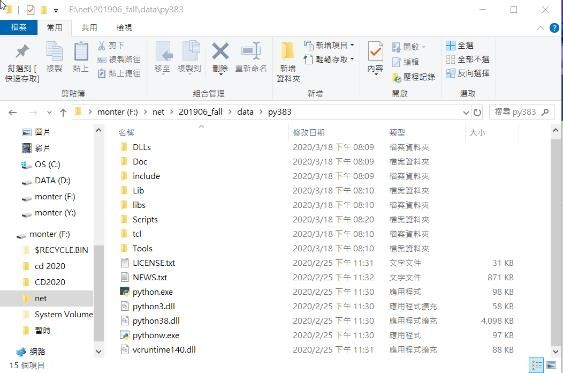 F:\net\201906_fall\data\py383
檔案 常用 共用 檢視
釘選到 [快速存取] 複製 貼上 剪下 複製路徑 貼上捷徑 移至 複製到 刪除 重新命名 新增資料夾 新增項目 輕鬆存取 內容 開啟 編輯 歷程記錄 全選 全部不選 反向選擇
剪貼簿 組合管理 新增 開啟 選取
monter (F:) > net > 201906_fall > data > py383 搜尋 py383
名稱 修改日期 類型 大小
圖片
影片
OS (C:)
DATA (D:)
monter (F:)
monter (Y:)
monter (F:)
$RECYCLE.BIN
cd 2020
CD2020
net
System Volume
暫時
網路
DLLs 2020/3/18 下午 08:09 檔案資料夾
Doc 2020/3/18 下午 08:09 檔案資料夾
include 2020/3/18 下午 08:09 檔案資料夾
Lib 2020/3/18 下午 08:10 檔案資料夾
libs 2020/3/18 下午 08:10 檔案資料夾
Scripts 2020/3/18 下午 08:20 檔案資料夾
tcl 2020/3/18 下午 08:10 檔案資料夾
Tools 2020/3/18 下午 08:10 檔案資料夾
LICENSE.txt 2020/2/25 下午 11:31 文字文件 31 KB
NEWS.txt 2020/2/25 下午 11:32 文字文件 871 KB
python.exe 2020/2/25 下午 11:30 應用程式 98 KB
python3.dll 2020/2/25 下午 11:30 應用程式擴充 58 KB
python38.dll 2020/2/25 下午 11:30 應用程式擴充 4,098 KB
pythonw.exe 2020/2/25 下午 11:30 應用程式 97 KB
vcruntime140.dll 2020/2/25 下午 11:31 應用程式擴充 88 KB
15 個項目